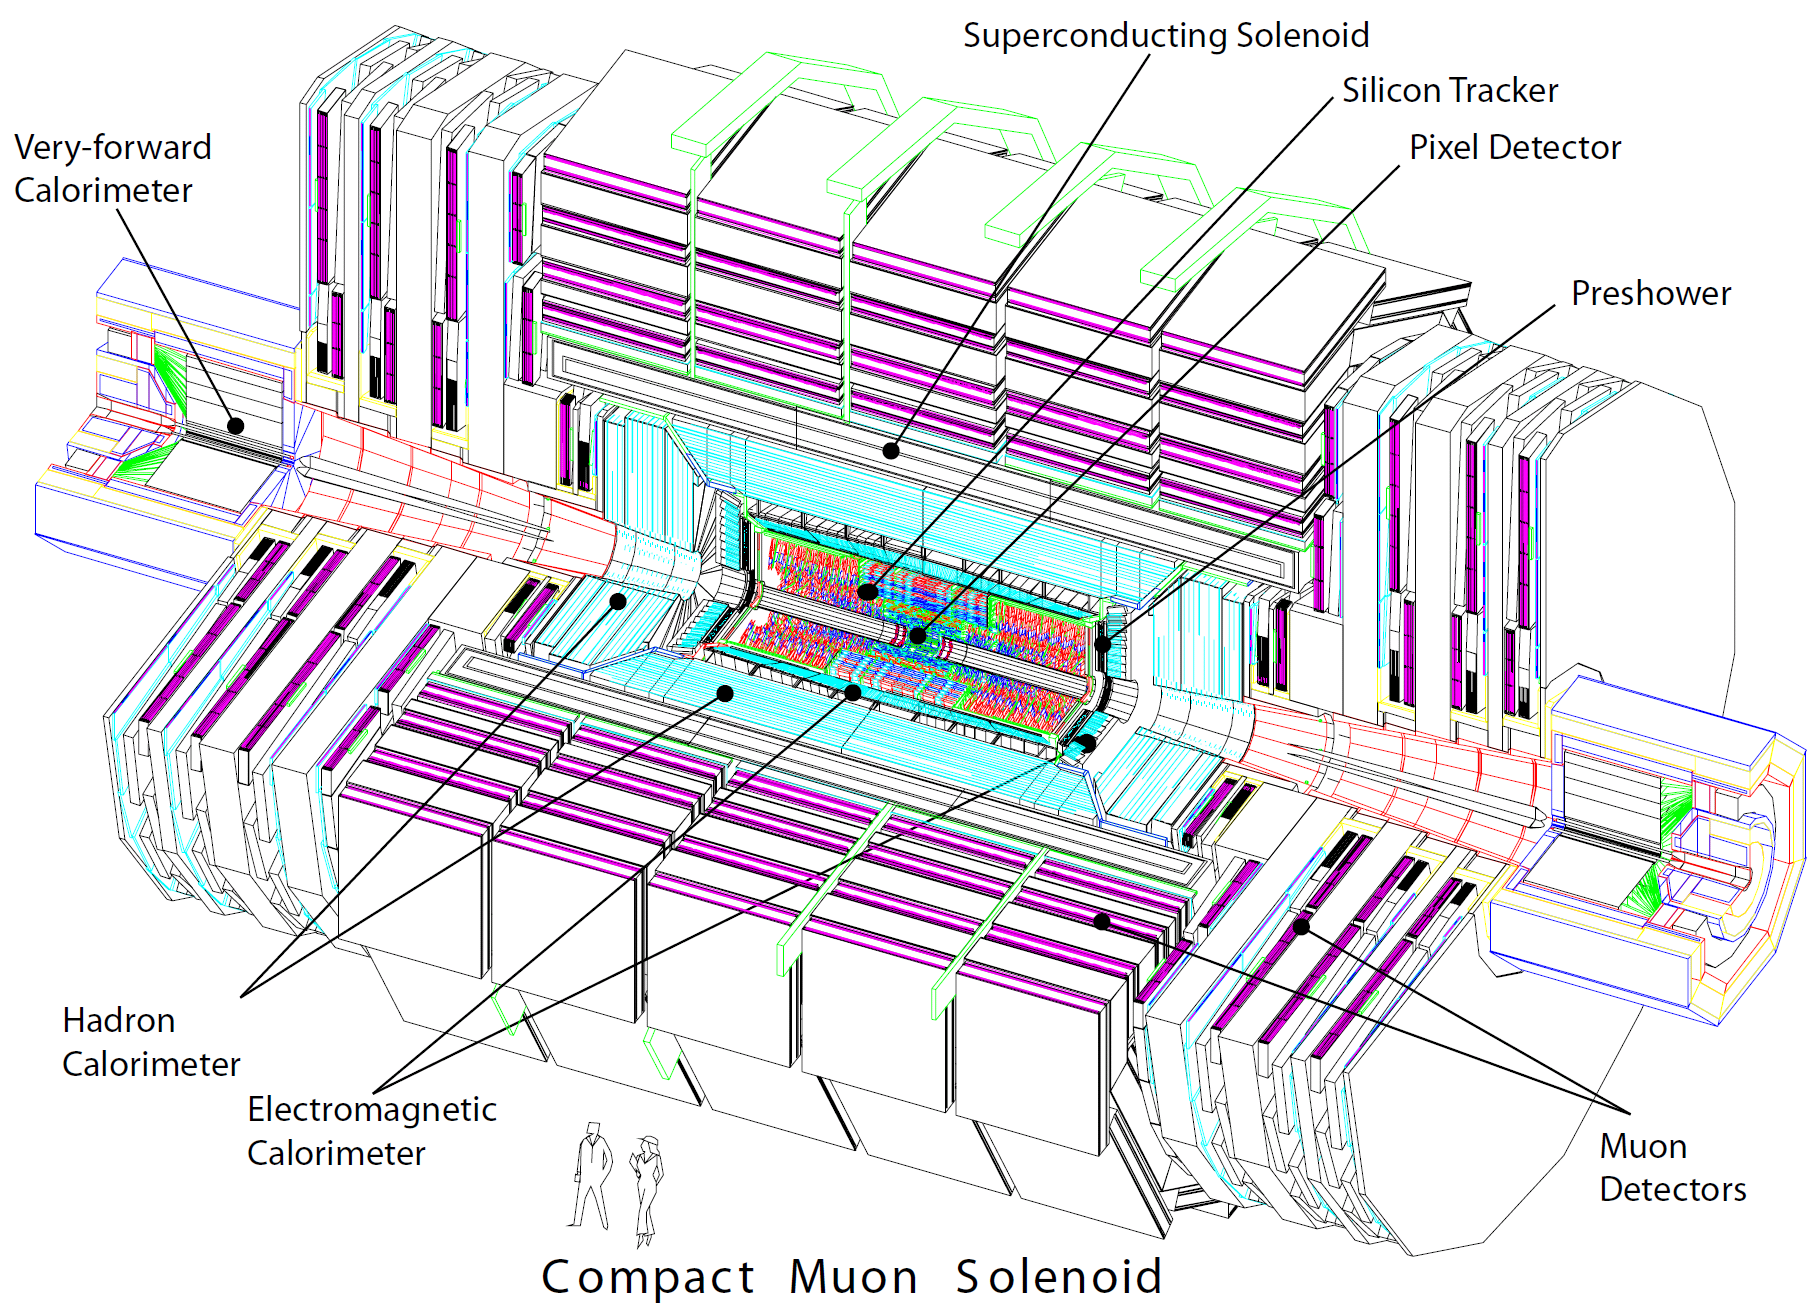 Superconducting Solenoid
Silicon Tracker
Pixel Detector
Very-forward
Calorimeter
Preshower
Hadron
Calorimeter
Electromagnetic
Calorimeter
Muon
Detectors
Compact Muon Solenoid